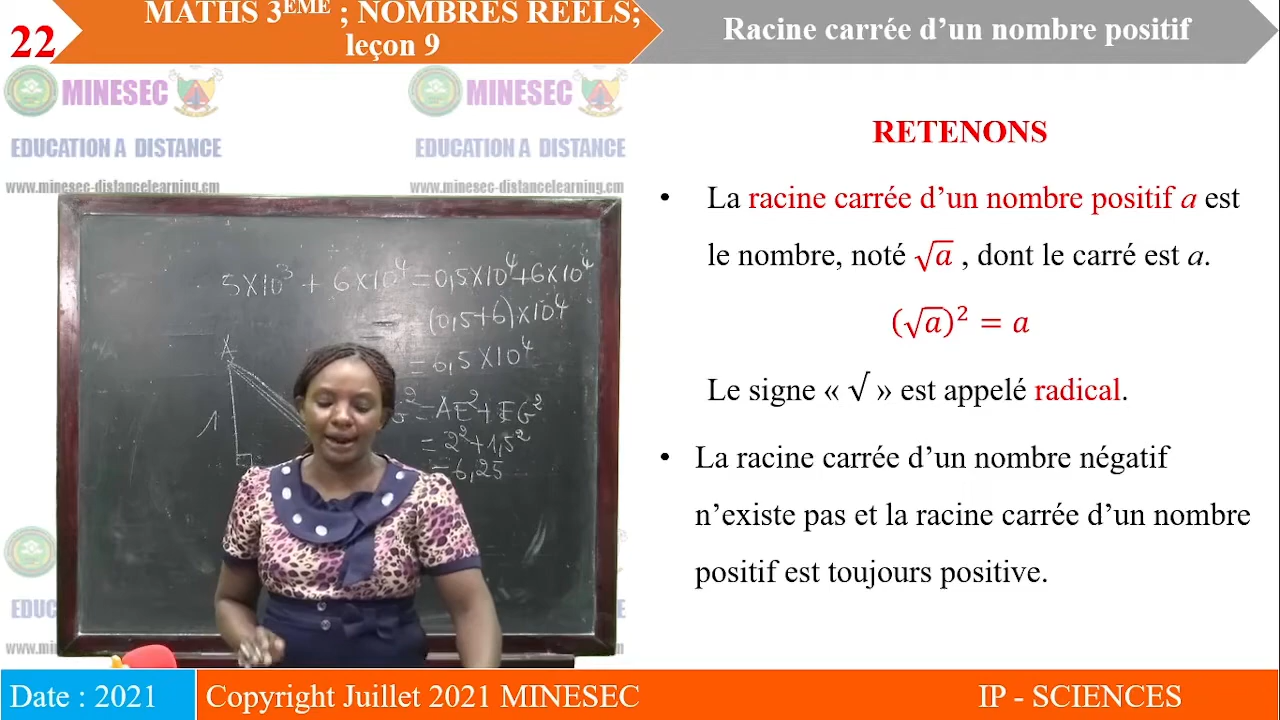 22
MATHS 3ÈME ; NOMBRES RÉELS;
leçon 9
Racine carrée d’un nombre positif
MINESEC
MINESEC
EDUCATION A DISTANCE
EDUCATION A DISTANCE
www.minesec-distancelearning.cm
www.minesec-distancelearning.cm
5×10³ + 6×10⁴ = 0,5×10⁴+6×10⁴
(0,5+6)×10⁴
= 6,5×10⁴
A
1
² = AE²+EG²
= 2²+1,5²
= 6,25
EDUC
www.mi
RETENONS
• La racine carrée d’un nombre positif a est
le nombre, noté √a , dont le carré est a.
(√a)² = a
Le signe « √ » est appelé radical.
• La racine carrée d’un nombre négatif
n’existe pas et la racine carrée d’un nombre
positif est toujours positive.
Date : 2021
Copyright Juillet 2021 MINESEC
IP - SCIENCES